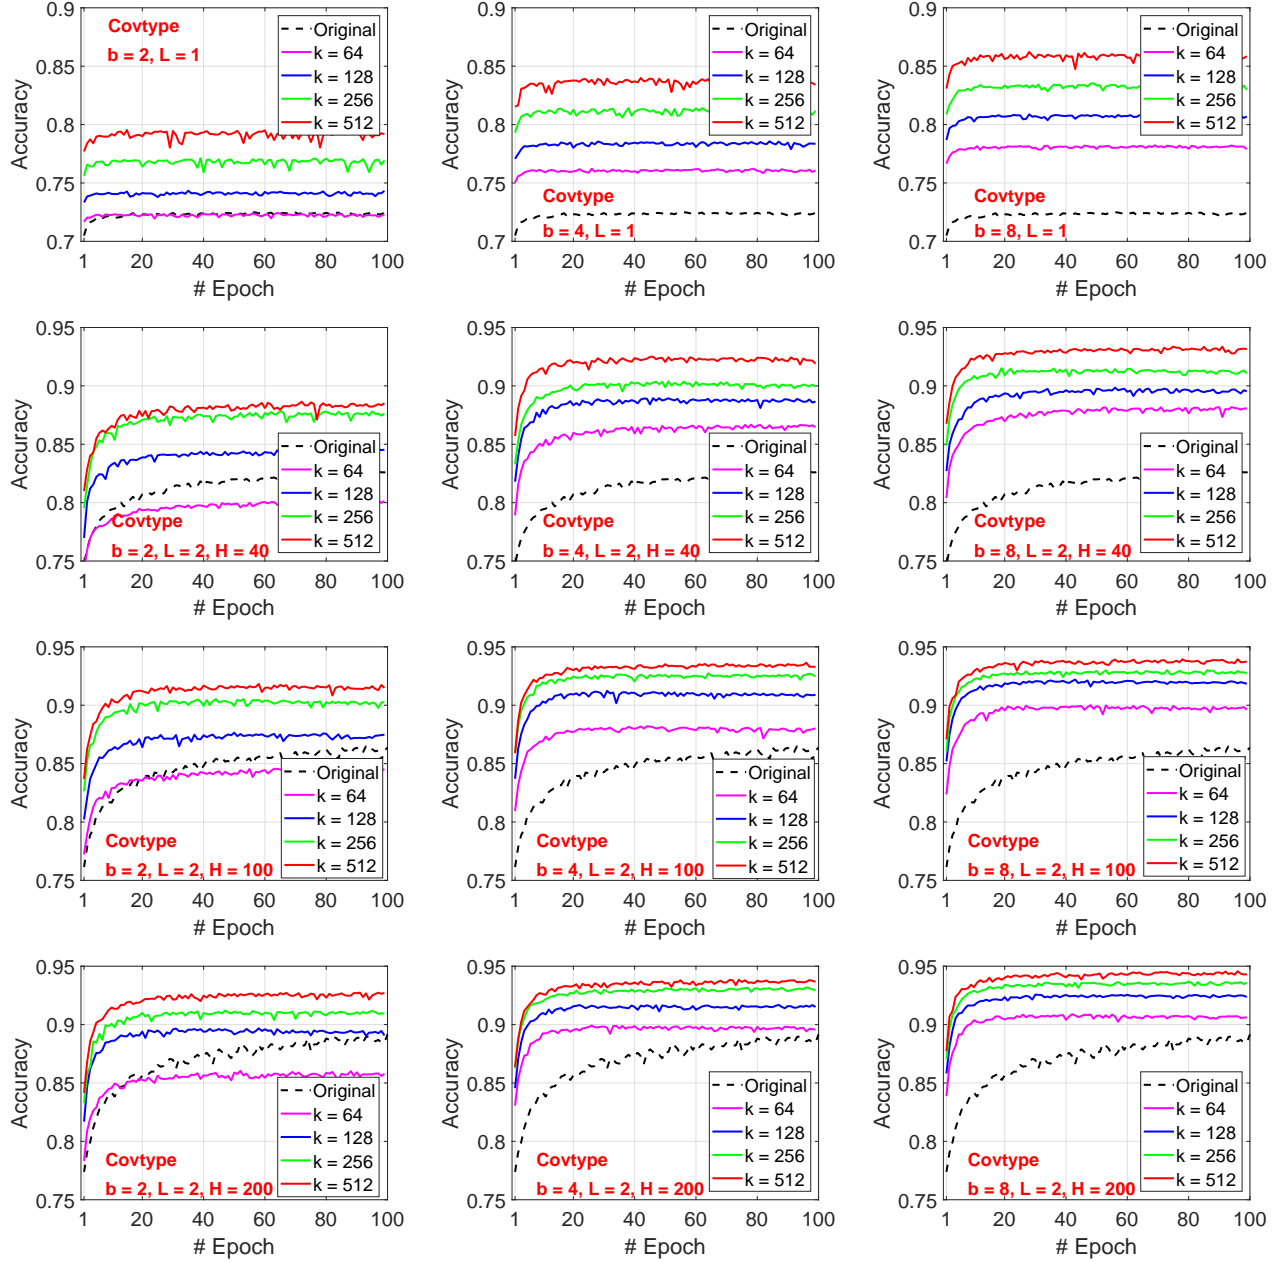 0.9
0.85
0.8
0.75
0.7
Accuracy
Covtype
b = 2, L = 1
Original
k = 64
k = 128
k = 256
k = 512
1 20 40 60 80 100
# Epoch
0.9
0.85
0.8
0.75
0.7
Accuracy
Original
k = 64
k = 128
k = 256
k = 512
Covtype
b = 4, L = 1
1 20 40 60 80 100
# Epoch
0.9
0.85
0.8
0.75
0.7
Accuracy
Original
k = 64
k = 128
k = 256
k = 512
Covtype
b = 8, L = 1
1 20 40 60 80 100
# Epoch
0.95
0.9
0.85
0.8
0.75
Accuracy
Original
k = 64
k = 128
k = 256
k = 512
Covtype
b = 2, L = 2, H = 40
1 20 40 60 80 100
# Epoch
0.95
0.9
0.85
0.8
0.75
Accuracy
Original
k = 64
k = 128
k = 256
k = 512
Covtype
b = 4, L = 2, H = 40
1 20 40 60 80 100
# Epoch
0.95
0.9
0.85
0.8
0.75
Accuracy
Original
k = 64
k = 128
k = 256
k = 512
Covtype
b = 8, L = 2, H = 40
1 20 40 60 80 100
# Epoch
0.95
0.9
0.85
0.8
0.75
Accuracy
Original
k = 64
k = 128
k = 256
k = 512
Covtype
b = 2, L = 2, H = 100
1 20 40 60 80 100
# Epoch
0.95
0.9
0.85
0.8
0.75
Accuracy
Original
k = 64
k = 128
k = 256
k = 512
Covtype
b = 4, L = 2, H = 100
1 20 40 60 80 100
# Epoch
0.95
0.9
0.85
0.8
0.75
Accuracy
Original
k = 64
k = 128
k = 256
k = 512
Covtype
b = 8, L = 2, H = 100
1 20 40 60 80 100
# Epoch
0.95
0.9
0.85
0.8
0.75
Accuracy
Original
k = 64
k = 128
k = 256
k = 512
Covtype
b = 2, L = 2, H = 200
1 20 40 60 80 100
# Epoch
0.95
0.9
0.85
0.8
0.75
Accuracy
Original
k = 64
k = 128
k = 256
k = 512
Covtype
b = 4, L = 2, H = 200
1 20 40 60 80 100
# Epoch
0.95
0.9
0.85
0.8
0.75
Accuracy
Original
k = 64
k = 128
k = 256
k = 512
Covtype
b = 8, L = 2, H = 200
1 20 40 60 80 100
# Epoch